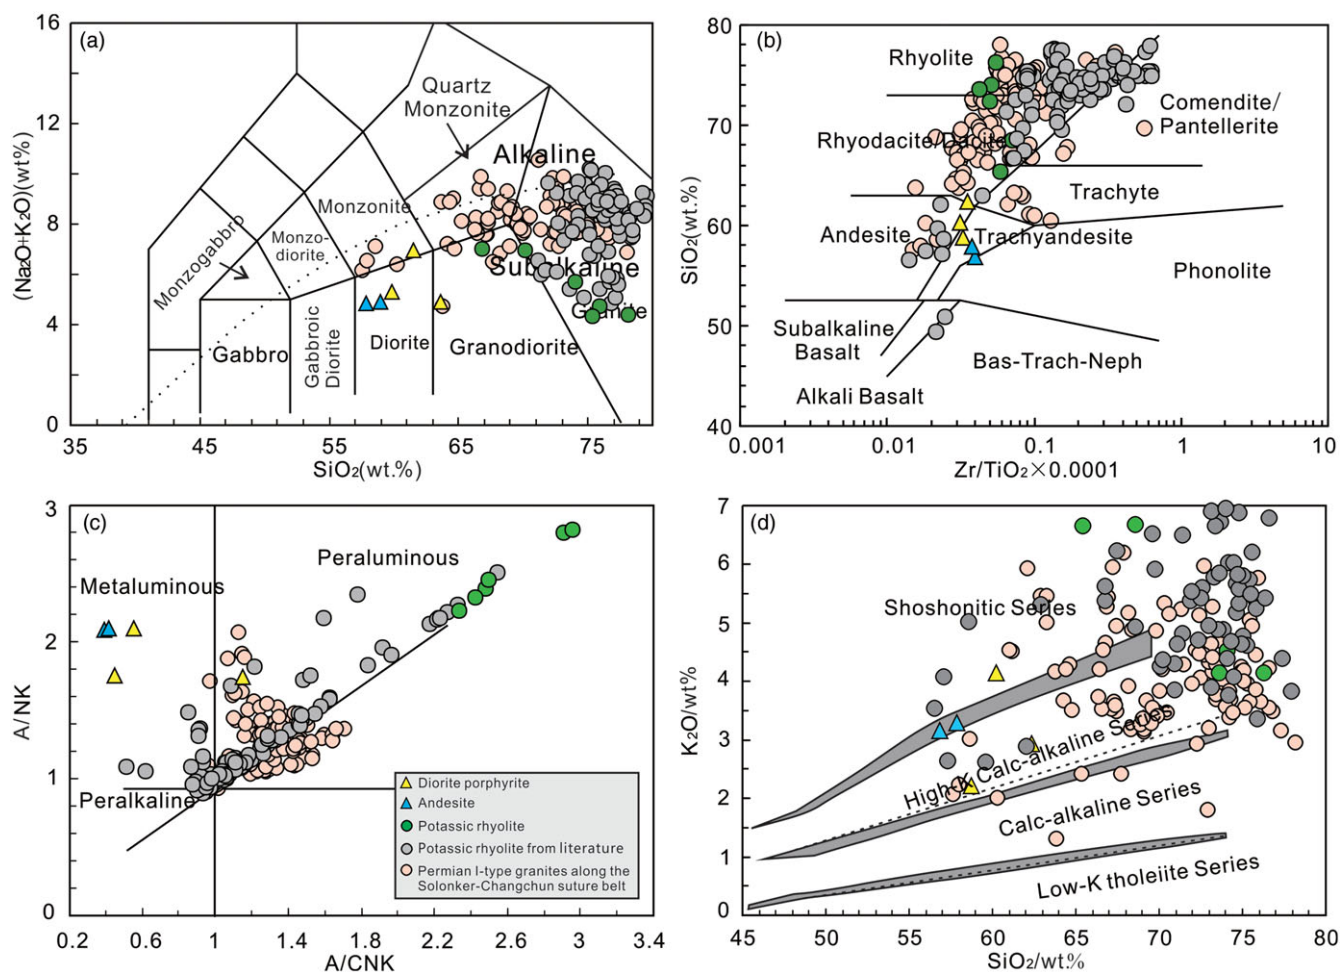 (a)
16
12
8
4
0
(Na₂O+K₂O)(wt%)
Quartz
Monzonite
Alkaline
Monzonite
Monzo-
diorite
Monzogabbro
Subalkaline
Granite
Gabbro
Gabbroic
Diorite
Diorite
Granodiorite
35
45
55
65
75
SiO₂(wt.%)
(b)
80
70
60
50
40
SiO₂(wt.%)
Rhyolite
Comendite/
Pantellerite
Rhyodacite/Dacite
Trachyte
Andesite
Trachyandesite
Phonolite
Subalkaline
Basalt
Bas-Trach-Neph
Alkali Basalt
0.001
0.01
0.1
1
10
Zr/TiO₂×0.0001
(c)
3
2
1
0
A/NK
Peraluminous
Metaluminous
Peralkaline
Diorite porphyrite
Andesite
Potassic rhyolite
Potassic rhyolite from literature
Permian I-type granites along the
Solonker-Changchun suture belt
0.2
0.6
1
1.4
1.8
2.2
2.6
3
3.4
A/CNK
(d)
7
6
5
4
3
2
1
0
K₂O/wt%
Shoshonitic Series
High-K Calc-alkaline Series
Calc-alkaline Series
Low-K tholeiite Series
45
50
55
60
65
70
75
80
SiO₂/wt.%